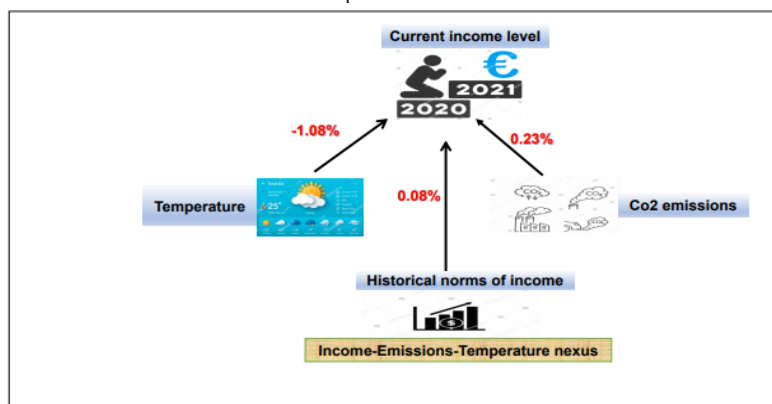 Current income level
€
2021
2020
-1.08%
0.23%
Temperature
25°
0.08%
Co2 emissions
Historical norms of income
$
Income-Emissions-Temperature nexus